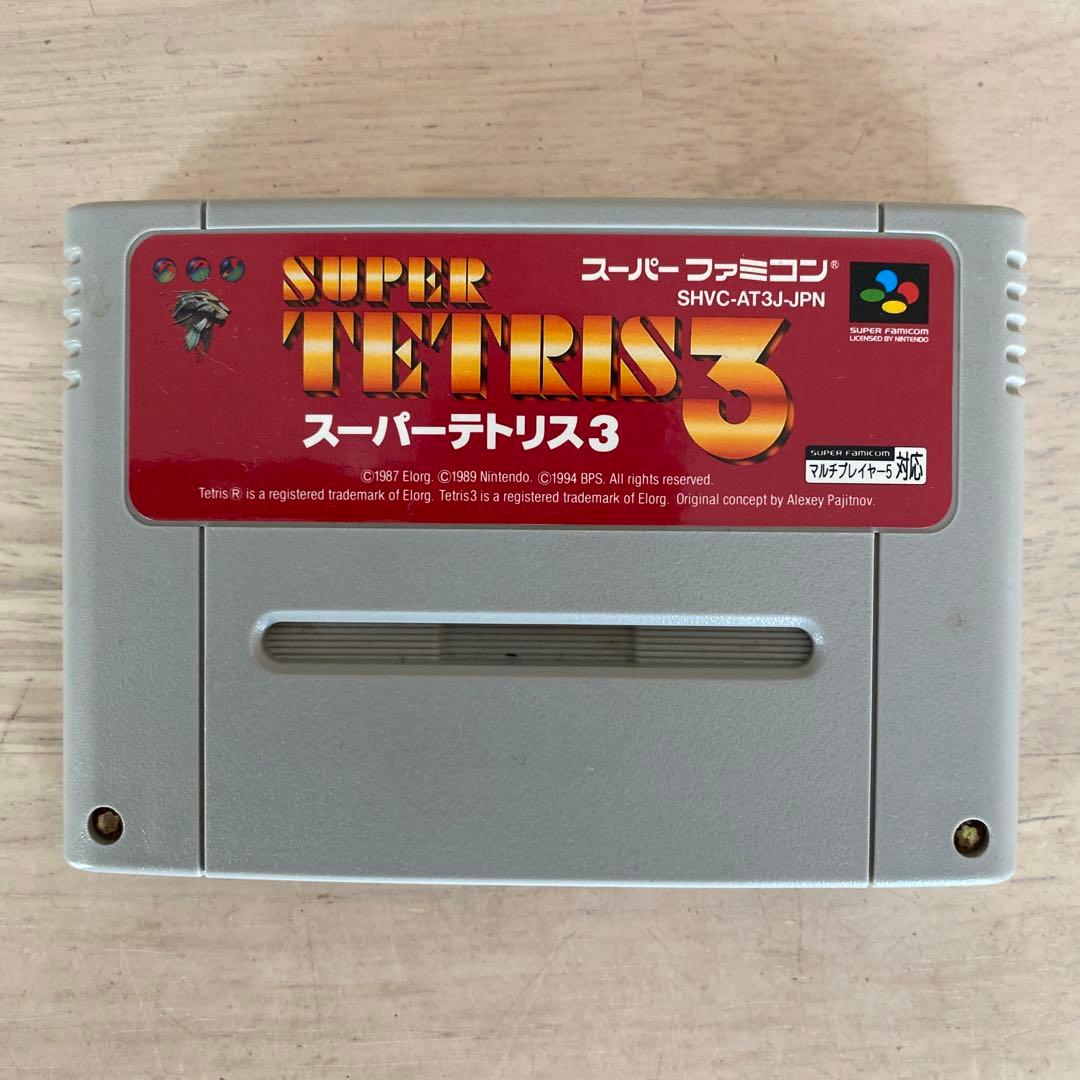 SUPER
TETRIS 3
スーパーテトリス3
スーパーファミコン®
SHVC-AT3J-JPN
SUPER FAMICOM
LICENSED BY NINTENDO
SUPER FAMICOM
マルチプレイヤー5 対応
©1987 Elorg. ©1989 Nintendo. ©1994 BPS. All rights reserved.
Tetris® is a registered trademark of Elorg. Tetris3 is a registered trademark of Elorg. Original concept by Alexey Pajitnov.